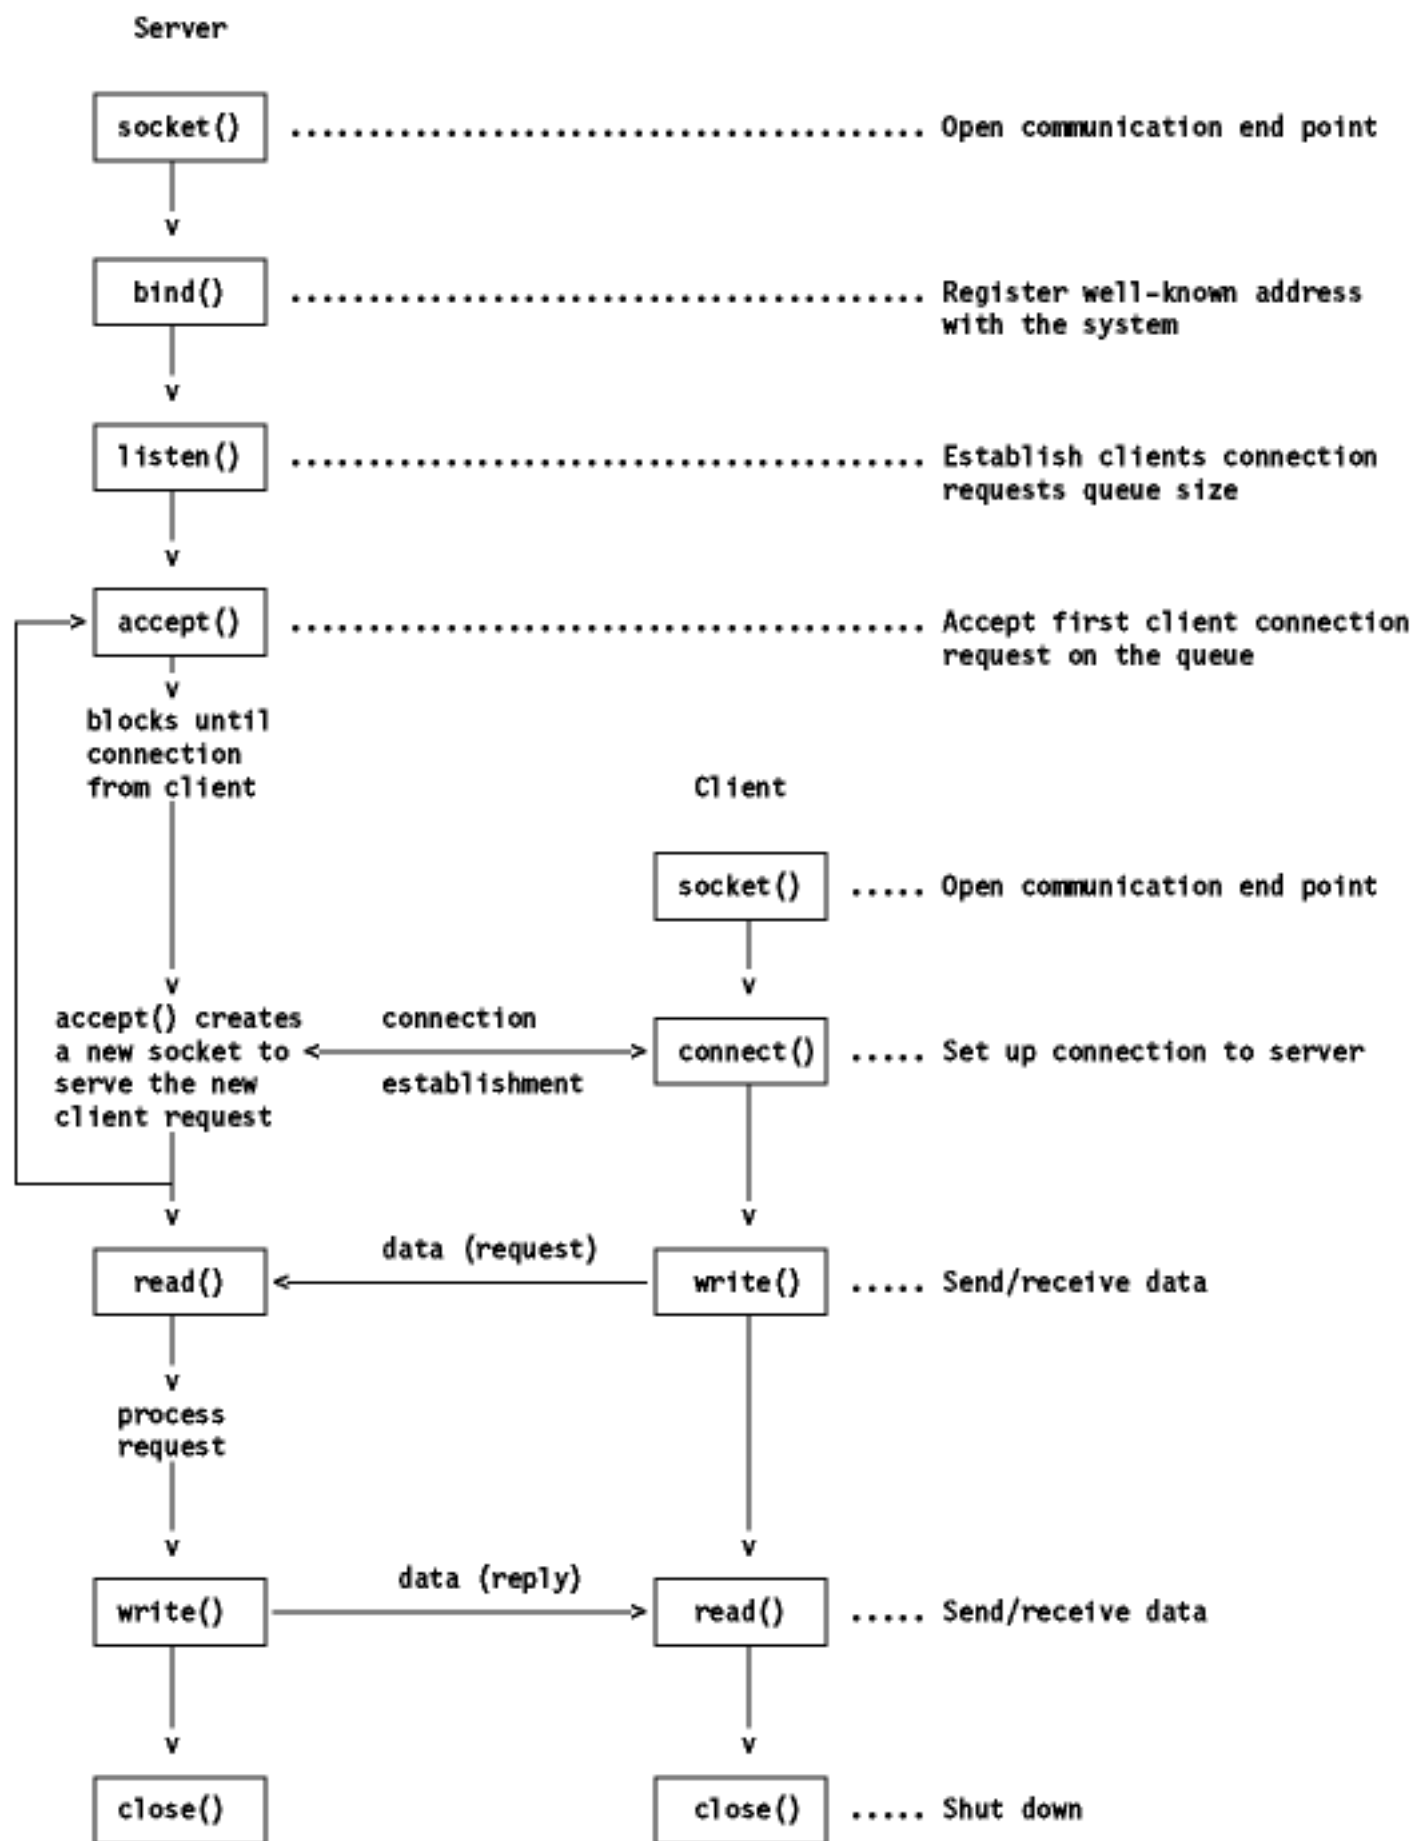 Server
socket() ......................................... Open communication end point
v
bind() ......................................... Register well-known address
with the system
v
listen() ......................................... Establish clients connection
requests queue size
v
accept() ......................................... Accept first client connection
request on the queue
v
blocks until
connection
from client
Client
socket() ..... Open communication end point
v
v
accept() creates
a new socket to
serve the new
client request
connection
establishment
connect() ..... Set up connection to server
v
v
data (request)
read()
write() ..... Send/receive data
v
process
request
v
v
data (reply)
write()
read() ..... Send/receive data
v
v
close()
close() ..... Shut down